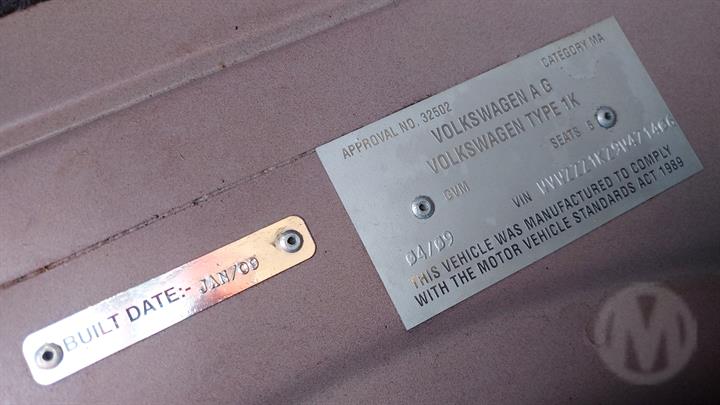 APPROVAL NO. 32502 CATEGORY MA
VOLKSWAGEN A G
VOLKSWAGEN TYPE 1K
GVM SEATS 5
04/09 VIN
THIS VEHICLE WAS MANUFACTURED TO COMPLY
WITH THE MOTOR VEHICLE STANDARDS ACT 1989
BUILT DATE:- JAN/09
M